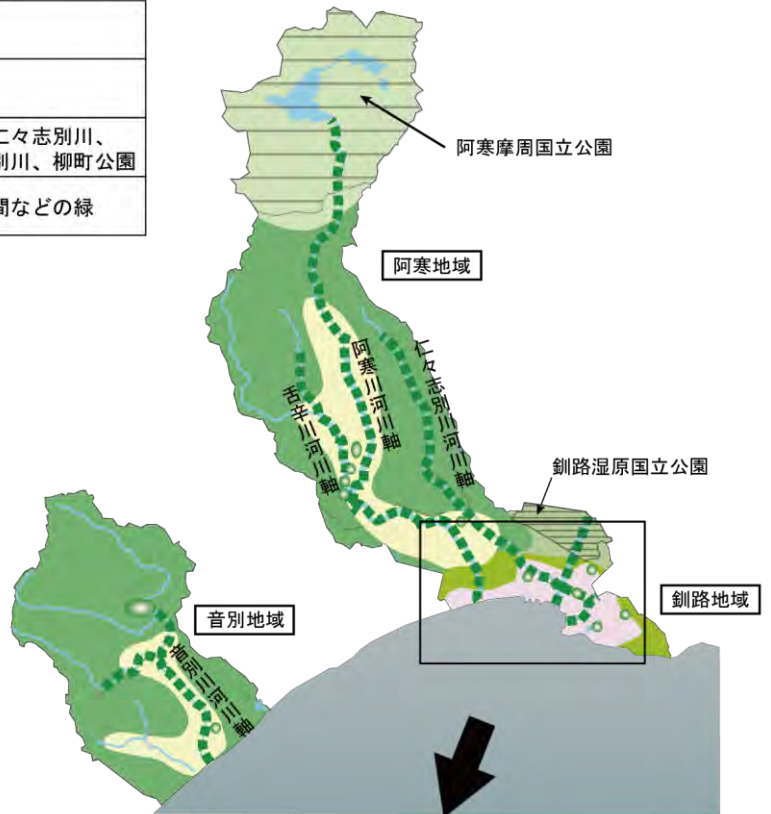 仁々志別川、
別川、柳町公園
間などの緑
阿寒摩周国立公園
阿寒地域
阿寒川河川軸
仁々志別川河川軸
舌辛川河川軸
釧路湿原国立公園
釧路地域
音別地域
音別川河川軸